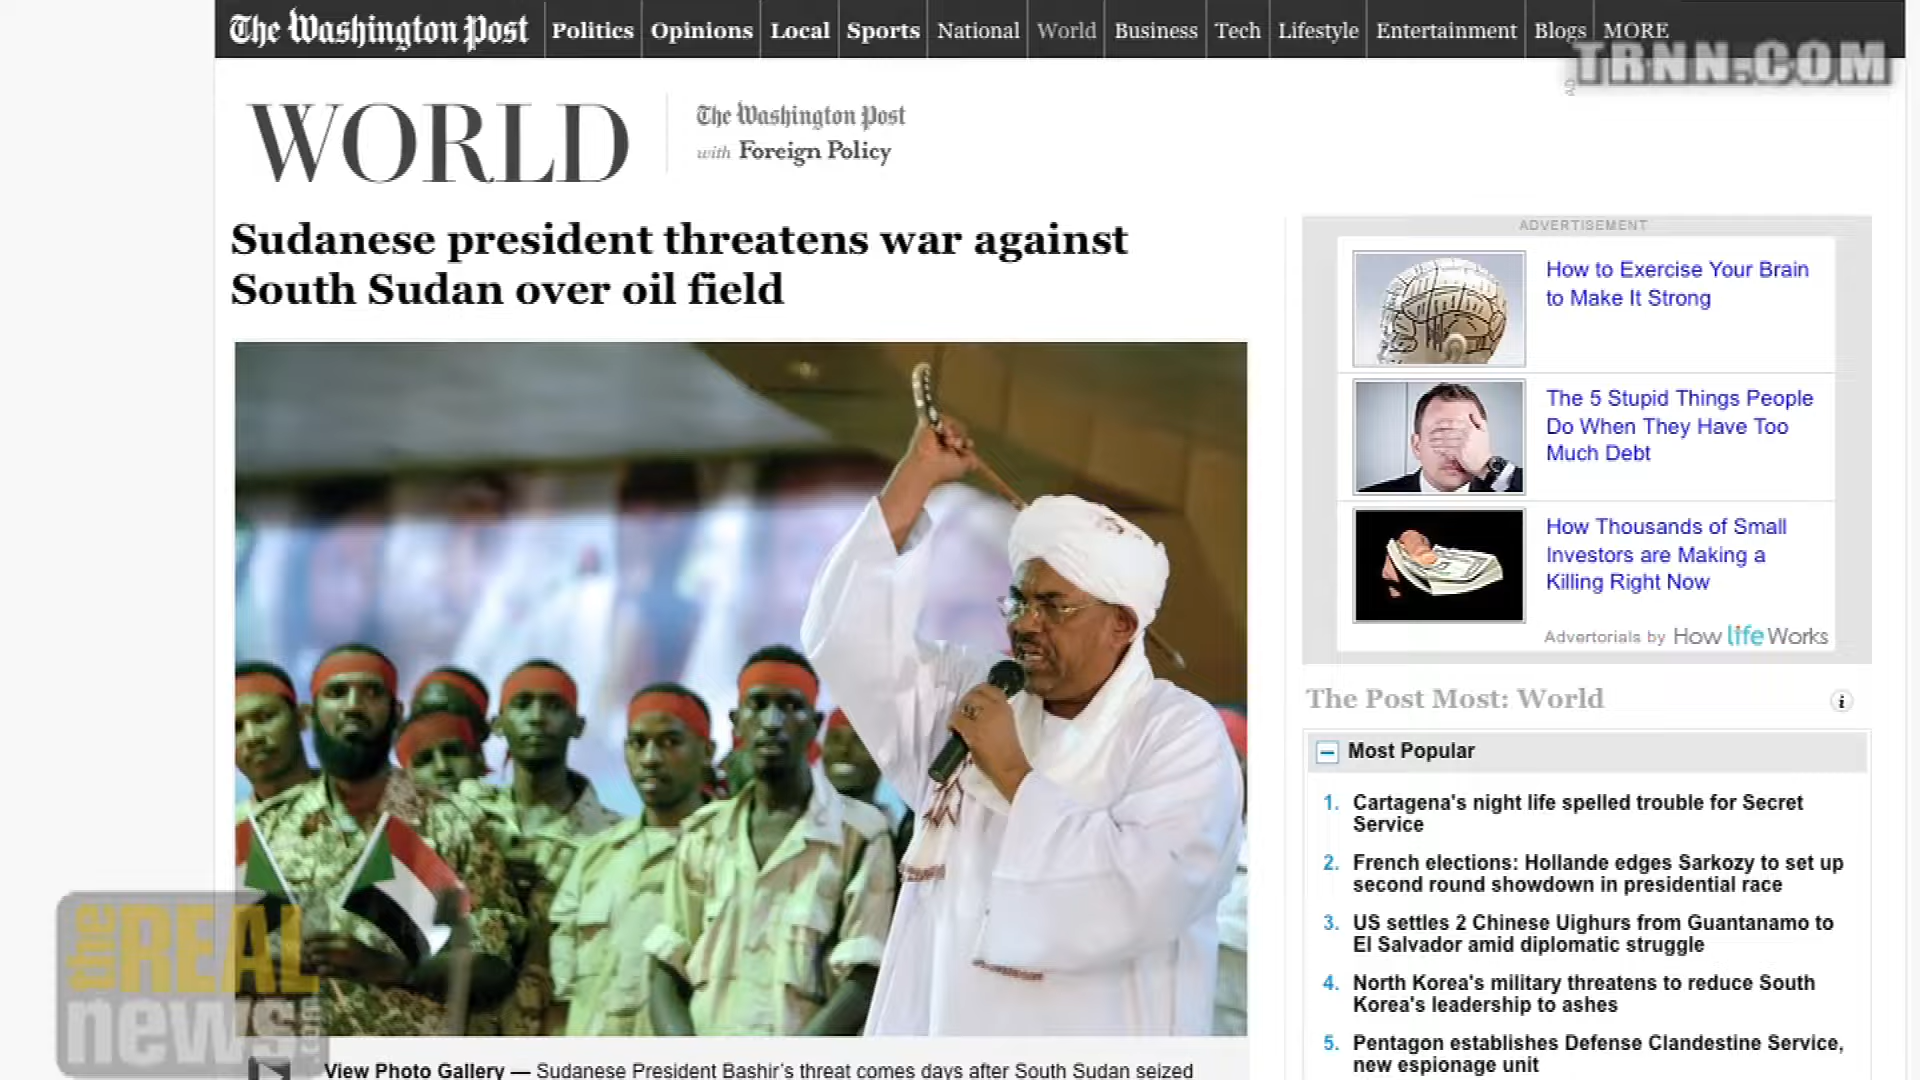 The Washington Post Politics Opinions Local Sports National World Business Tech Lifestyle Entertainment Blogs MORE
TRNN.COM
AD
WORLD
The Washington Post
with Foreign Policy
Sudanese president threatens war against
South Sudan over oil field
ADVERTISEMENT
How to Exercise Your Brain
to Make It Strong
The 5 Stupid Things People
Do When They Have Too
Much Debt
How Thousands of Small
Investors are Making a
Killing Right Now
Advertorials by How life Works
The Post Most: World
i
Most Popular
1. Cartagena's night life spelled trouble for Secret
Service
2. French elections: Hollande edges Sarkozy to set up
second round showdown in presidential race
3. US settles 2 Chinese Uighurs from Guantanamo to
El Salvador amid diplomatic struggle
4. North Korea's military threatens to reduce South
Korea's leadership to ashes
5. Pentagon establishes Defense Clandestine Service,
new espionage unit
the REAL
news.com
View Photo Gallery — Sudanese President Bashir's threat comes days after South Sudan seized